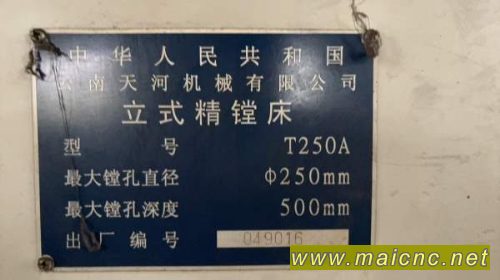 中华人民共和国
云南天河机械有限公司
立式精镗床
型号 T250A
最大镗孔直径 Φ250mm
最大镗孔深度 500mm
出厂编号 049016
www.maicnc.net